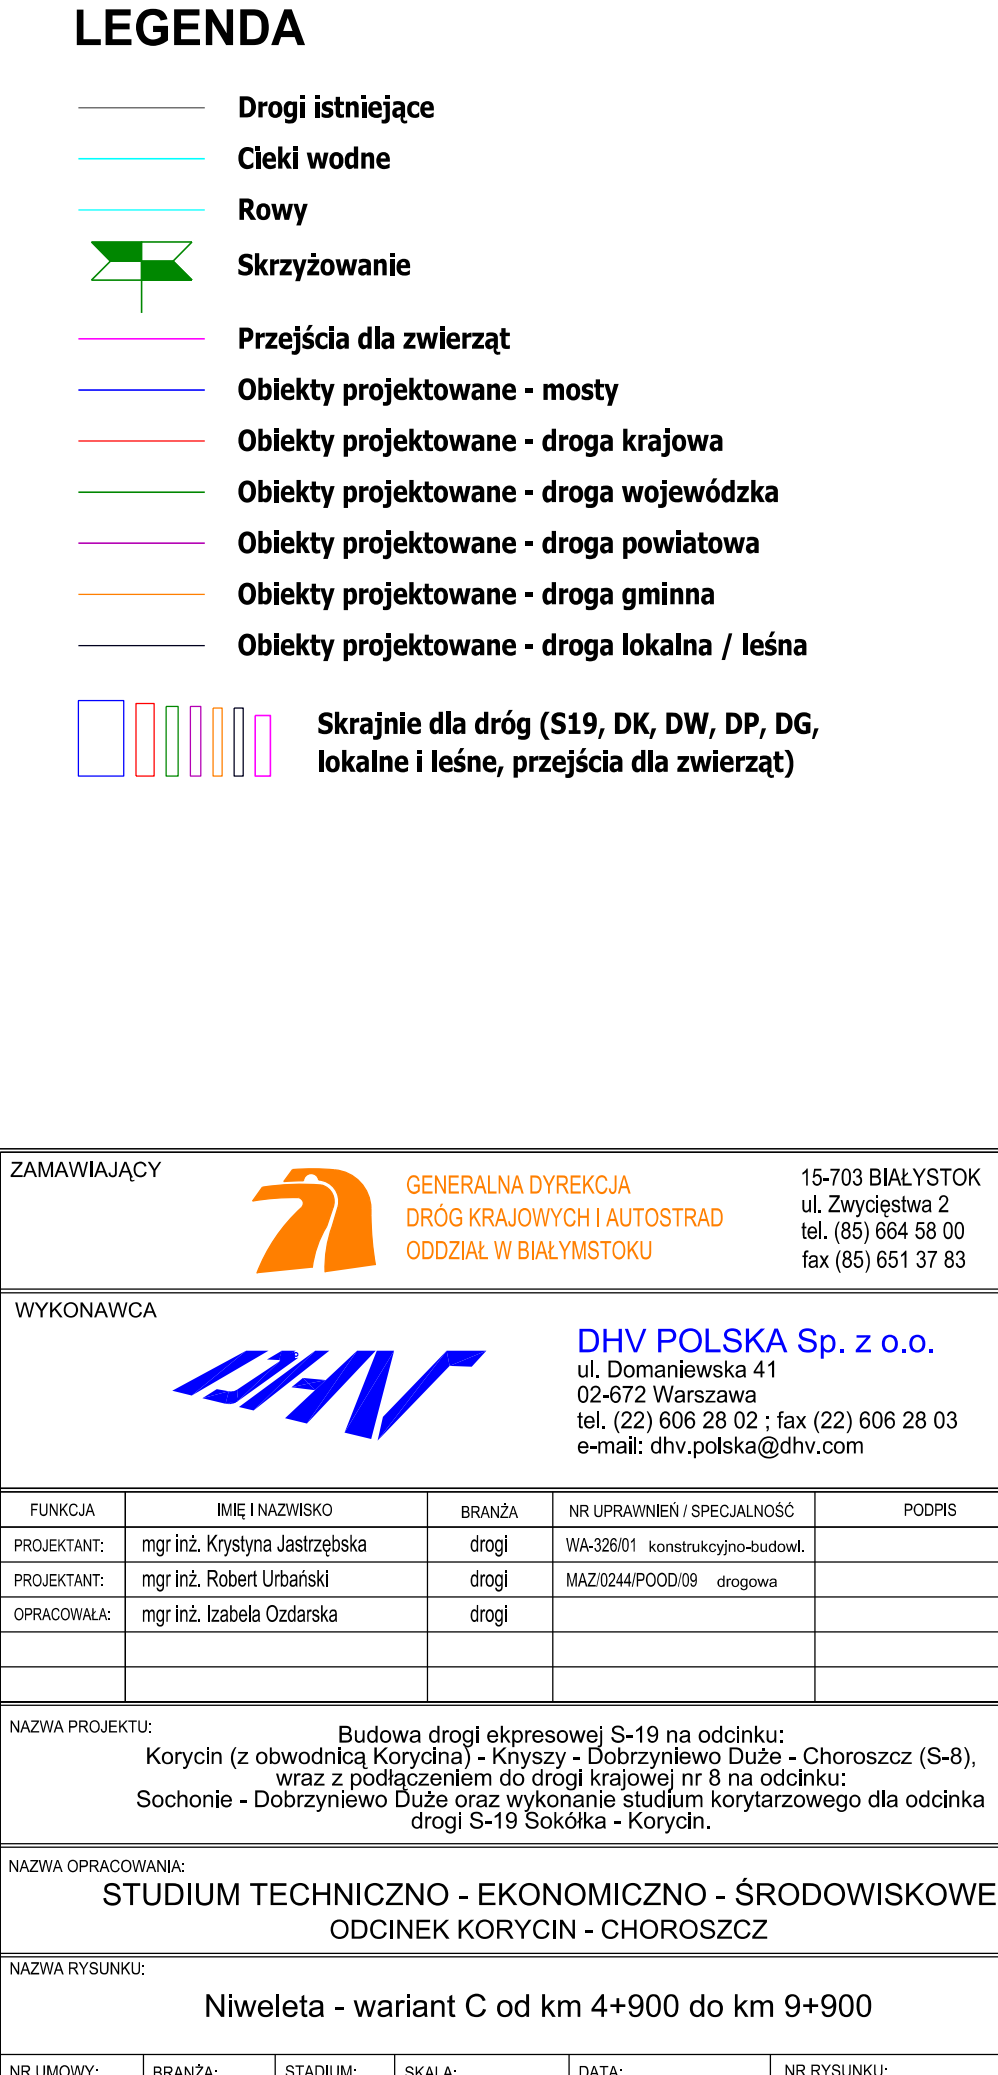 LEGENDA
Drogi istniejące
Cieki wodne
Rowy
Skrzyżowanie
Przejścia dla zwierząt
Obiekty projektowane - mosty
Obiekty projektowane - droga krajowa
Obiekty projektowane - droga wojewódzka
Obiekty projektowane - droga powiatowa
Obiekty projektowane - droga gminna
Obiekty projektowane - droga lokalna / leśna
Skrajnie dla dróg (S19, DK, DW, DP, DG,
lokalne i leśne, przejścia dla zwierząt)
ZAMAWIAJĄCY
GENERALNA DYREKCJA
DRÓG KRAJOWYCH I AUTOSTRAD
ODDZIAŁ W BIAŁYMSTOKU
15-703 BIAŁYSTOK
ul. Zwycięstwa 2
tel. (85) 664 58 00
fax (85) 651 37 83
WYKONAWCA
DHV
DHV POLSKA Sp. z o.o.
ul. Domaniewska 41
02-672 Warszawa
tel. (22) 606 28 02 ; fax (22) 606 28 03
e-mail: dhv.polska@dhv.com
FUNKCJA IMIĘ I NAZWISKO BRANŻA NR UPRAWNIEŃ / SPECJALNOŚĆ PODPIS
PROJEKTANT: mgr inż. Krystyna Jastrzębska drogi WA-326/01 konstrukcyjno-budowl.
PROJEKTANT: mgr inż. Robert Urbański drogi MAZ/0244/POOD/09 drogowa
OPRACOWAŁA: mgr inż. Izabela Ozdarska drogi
NAZWA PROJEKTU:
Budowa drogi ekpresowej S-19 na odcinku:
Korycin (z obwodnicą Korycina) - Knyszy - Dobrzyniewo Duże - Choroszcz (S-8),
wraz z podłączeniem do drogi krajowej nr 8 na odcinku:
Sochonie - Dobrzyniewo Duże oraz wykonanie studium korytarzowego dla odcinka
drogi S-19 Sokółka - Korycin.
NAZWA OPRACOWANIA:
STUDIUM TECHNICZNO - EKONOMICZNO - ŚRODOWISKOWE
ODCINEK KORYCIN - CHOROSZCZ
NAZWA RYSUNKU:
Niweleta - wariant C od km 4+900 do km 9+900
NR UMOWY: BRANŻA: STADIUM: SKALA: DATA: NR RYSUNKU: